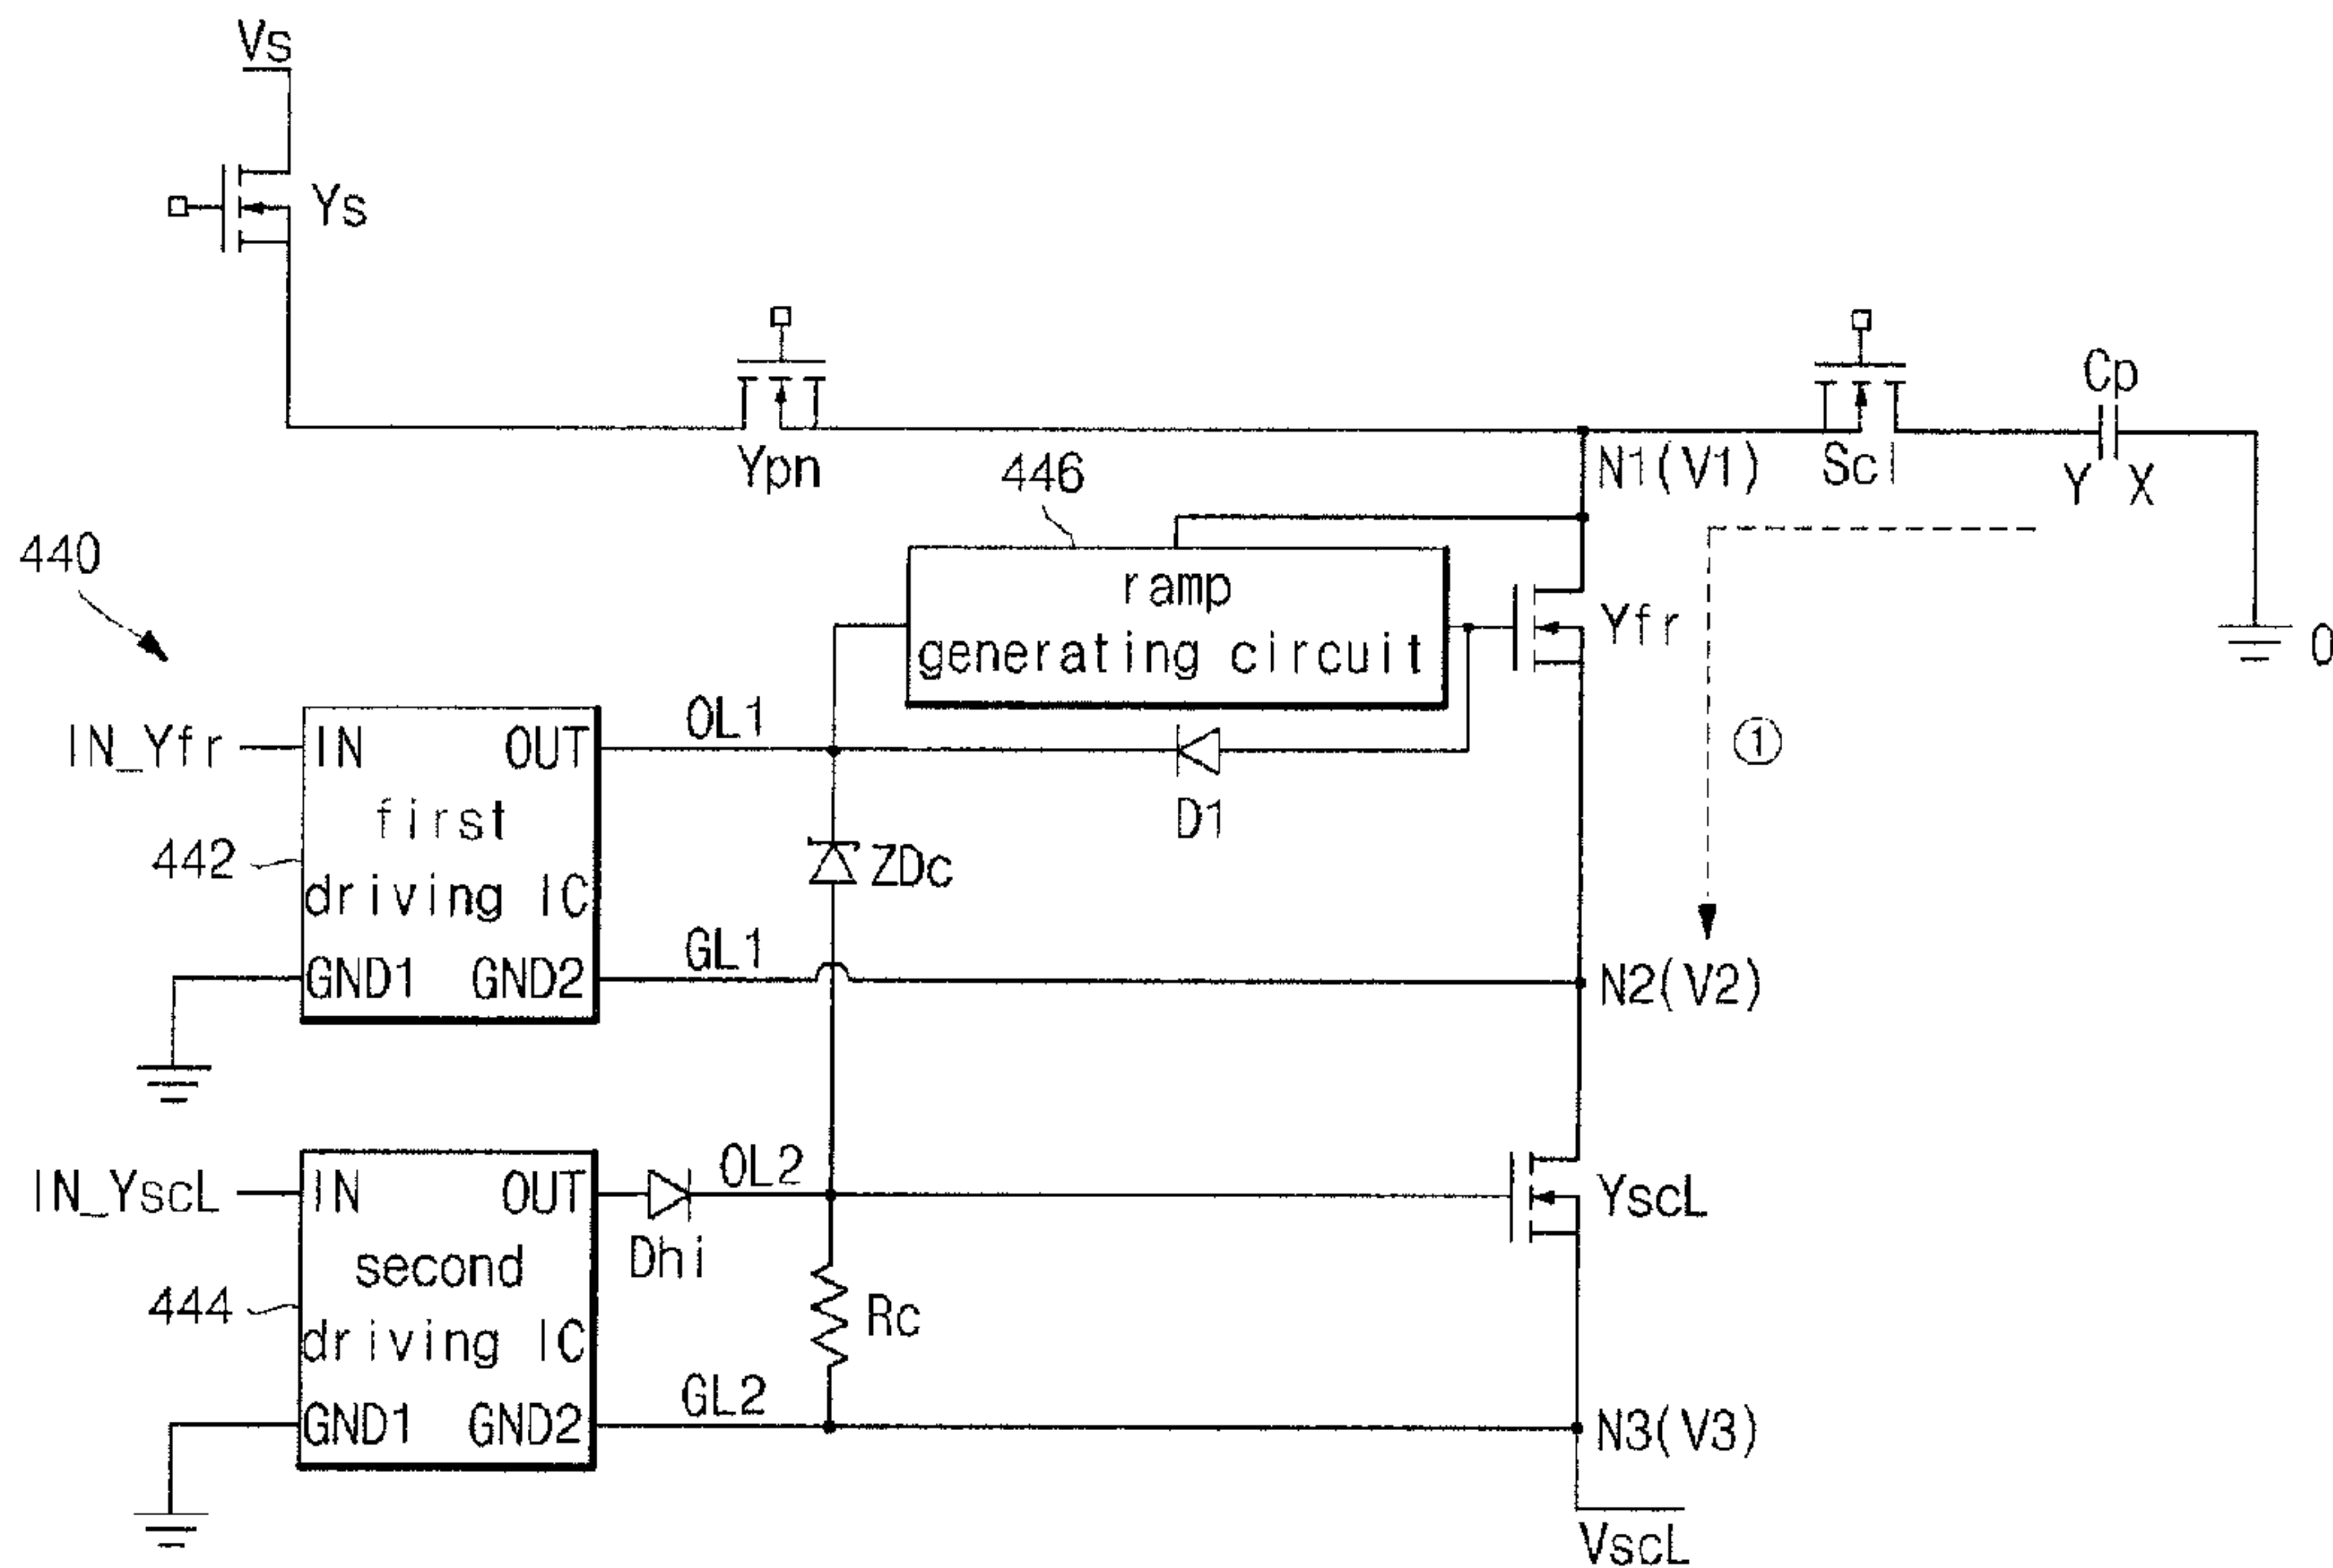 Vs
Ys
Ypn
446
N1(V1)
Scl
Cp
Y X
440
ramp
generating circuit
Yfr
0
IN_Yfr
IN OUT
OL1
first
driving IC
442
GND1 GND2
D1
①
ZDc
GL1
N2(V2)
IN_YscL
IN OUT
OL2
Dhi
second
driving IC
444
GND1 GND2
YscL
Rc
GL2
N3(V3)
VscL